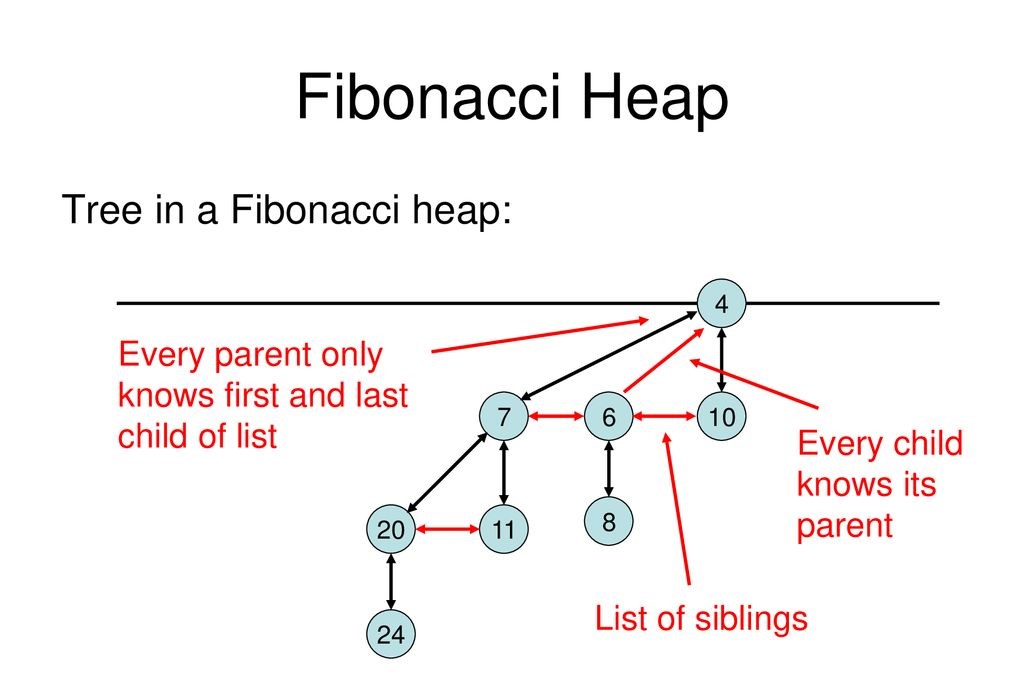 Fibonacci Heap
Tree in a Fibonacci heap:
4
Every parent only
knows first and last
child of list
7
6
10
Every child
knows its
parent
20
11
8
List of siblings
24